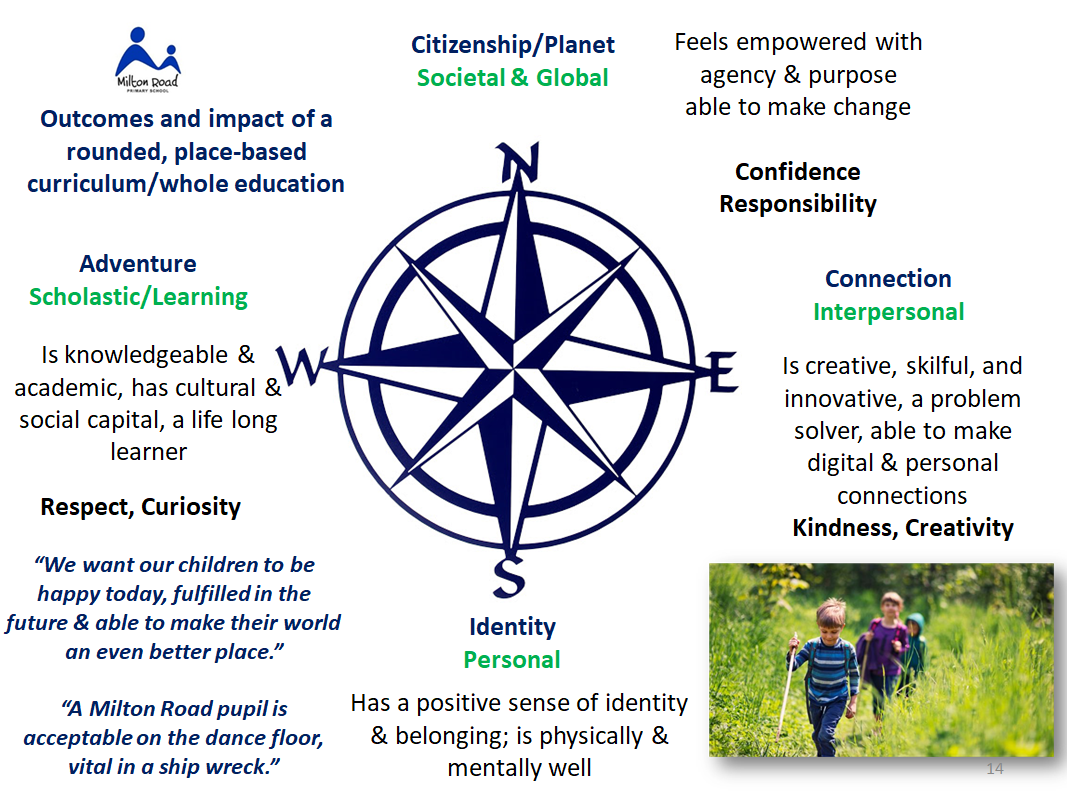 Milton Road
PRIMARY SCHOOL
Outcomes and impact of a
rounded, place-based
curriculum/whole education
Citizenship/Planet
Societal & Global
Feels empowered with
agency & purpose
able to make change
Confidence
Responsibility
N
Adventure
Scholastic/Learning
Is knowledgeable &
academic, has cultural &
social capital, a life long
learner
Respect, Curiosity
W
E
Connection
Interpersonal
Is creative, skilful, and
innovative, a problem
solver, able to make
digital & personal
connections
Kindness, Creativity
“We want our children to be
happy today, fulfilled in the
future & able to make their world
an even better place.”
“A Milton Road pupil is
acceptable on the dance floor,
vital in a ship wreck.”
S
Identity
Personal
Has a positive sense of identity
& belonging; is physically &
mentally well
14